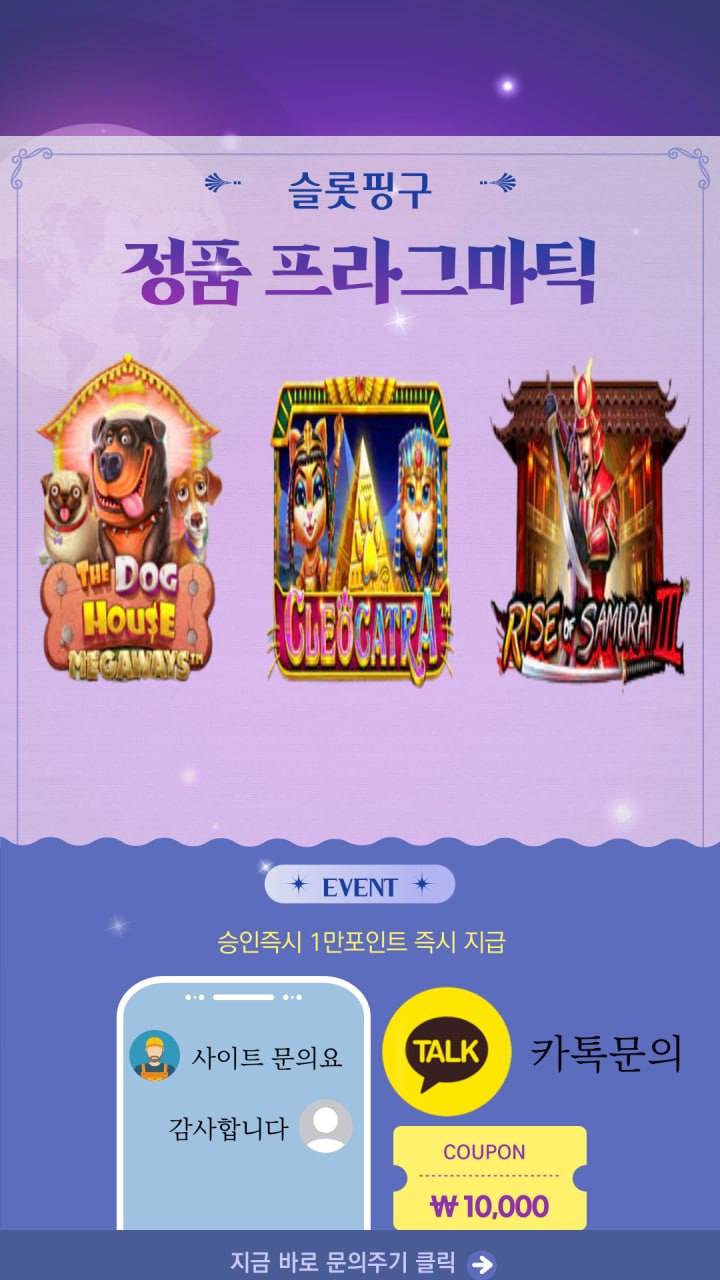 슬롯핑구
정품 프라그마틱
THE DOG
HOU$E
MEGAWAYS™
CLEOCATRA™
RISE OF SAMURAI III
EVENT
승인즉시 1만포인트 즉시 지급
사이트 문의요
감사합니다
TALK
카톡문의
COUPON
₩ 10,000
지금 바로 문의주기 클릭